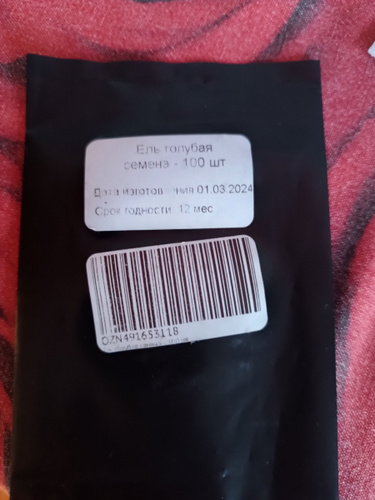 Ель голубая
семена - 100 шт
Дата изготовления 01.03.2024
Срок годности: 12 мес
OZN491653118